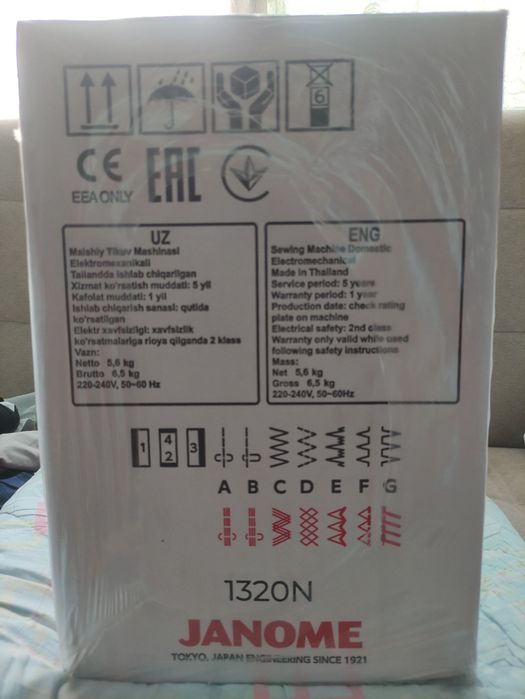 6
CE EAC
EEA ONLY
UZ
Maishiy Tikuv Mashinasi
Elektromexanikali
Tailandda ishlab chiqarilgan
Xizmat ko'rsatish muddati: 5 yil
Kafolat muddati: 1 yil
Ishlab chiqarish sanasi: qutida
ko'rsatilgan
Elektr xavfsizligi: xavfsizlik
ko'rsatmalariga rioya qilganda 2 klass
Vazn:
Netto 5,6 kg
Brutto 6,5 kg
220-240V, 50~60 Hz
ENG
Sewing Machine Domestic
Electromechanical
Made in Thailand
Service period: 5 years
Warranty period: 1 year
Production date: check rating
plate on machine
Electrical safety: 2nd class
Warranty only valid while used
following safety instructions
Mass:
Net 5,6 kg
Gross 6,5 kg
220-240V, 50~60Hz
1 4 2 3
A B C D E F G
1320N
JANOME
TOKYO, JAPAN ENGINEERING SINCE 1921